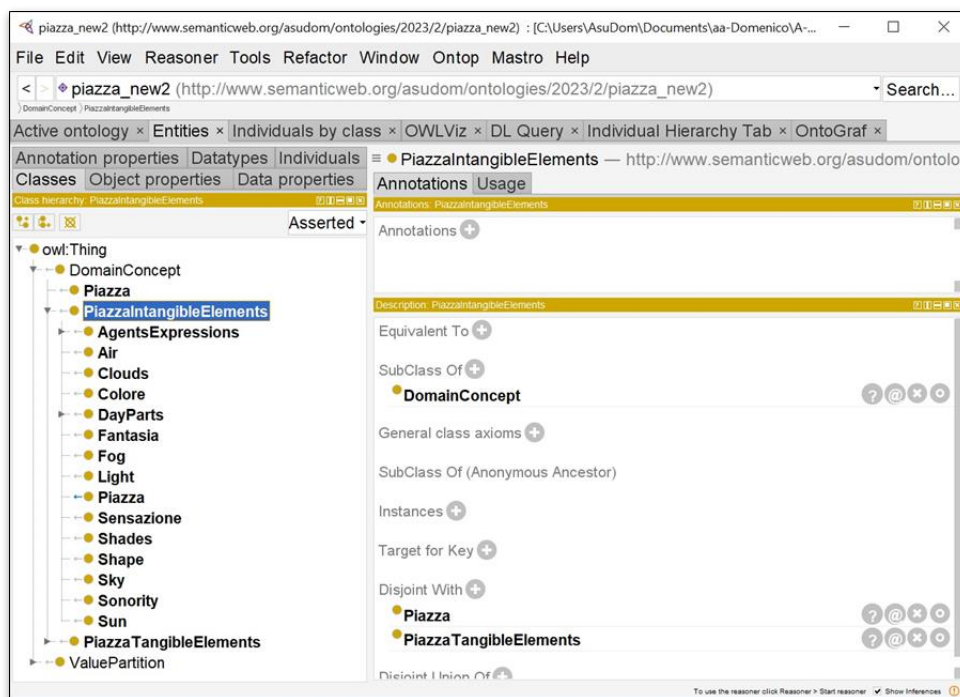 piazza_new2 (http://www.semanticweb.org/asudom/ontologies/2023/2/piazza_new2) : [C:\Users\AsuDom\Documents\aa-Domenico\A-...
File Edit View Reasoner Tools Refactor Window Ontop Mastro Help
< > piazza_new2 (http://www.semanticweb.org/asudom/ontologies/2023/2/piazza_new2) Search...
DomainConcept PiazzaIntangibleElements
Active ontology × Entities × Individuals by class × OWLViz × DL Query × Individual Hierarchy Tab × OntoGraf ×
Annotation properties Datatypes Individuals
Classes Object properties Data properties
Class hierarchy: PiazzaIntangibleElements
Asserted
owl:Thing
DomainConcept
Piazza
PiazzaIntangibleElements
AgentsExpressions
Air
Clouds
Colore
DayParts
Fantasia
Fog
Light
Piazza
Sensazione
Shades
Shape
Sky
Sonority
Sun
PiazzaTangibleElements
ValuePartition
PiazzaIntangibleElements — http://www.semanticweb.org/asudom/ontolo
Annotations Usage
Annotations: PiazzaIntangibleElements
Annotations
Description: PiazzaIntangibleElements
Equivalent To
SubClass Of
DomainConcept
General class axioms
SubClass Of (Anonymous Ancestor)
Instances
Target for Key
Disjoint With
Piazza
PiazzaTangibleElements
Disjoint Union Of
To use the reasoner click Reasoner > Start reasoner Show Inferences